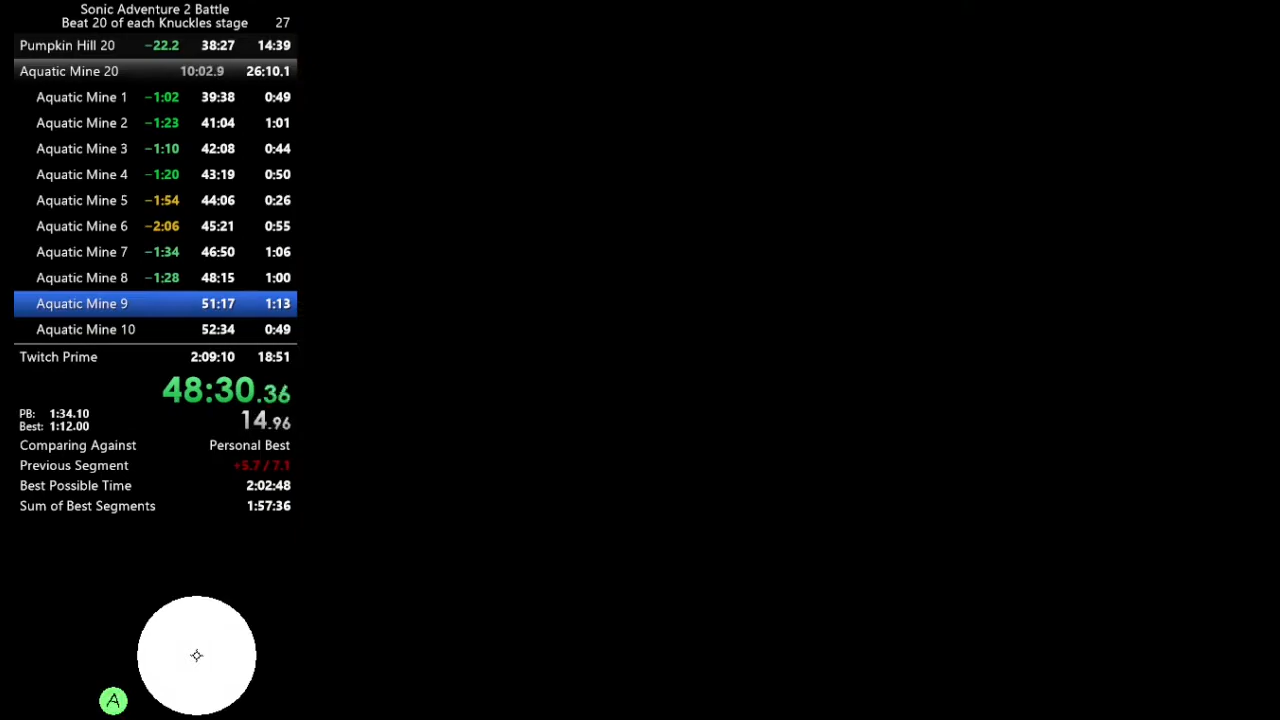 Sonic Adventure 2 Battle
Beat 20 of each Knuckles stage 27
Pumpkin Hill 20 −22.2 38:27 14:39
Aquatic Mine 20 10:02.9 26:10.1
Aquatic Mine 1 −1:02 39:38 0:49
Aquatic Mine 2 −1:23 41:04 1:01
Aquatic Mine 3 −1:10 42:08 0:44
Aquatic Mine 4 −1:20 43:19 0:50
Aquatic Mine 5 −1:54 44:06 0:26
Aquatic Mine 6 −2:06 45:21 0:55
Aquatic Mine 7 −1:34 46:50 1:06
Aquatic Mine 8 −1:28 48:15 1:00
Aquatic Mine 9 51:17 1:13
Aquatic Mine 10 52:34 0:49
Twitch Prime 2:09:10 18:51
48:30.36
PB: 1:34.10
Best: 1:12.00
14.96
Comparing Against Personal Best
Previous Segment +5.7 / 7.1
Best Possible Time 2:02:48
Sum of Best Segments 1:57:36
A